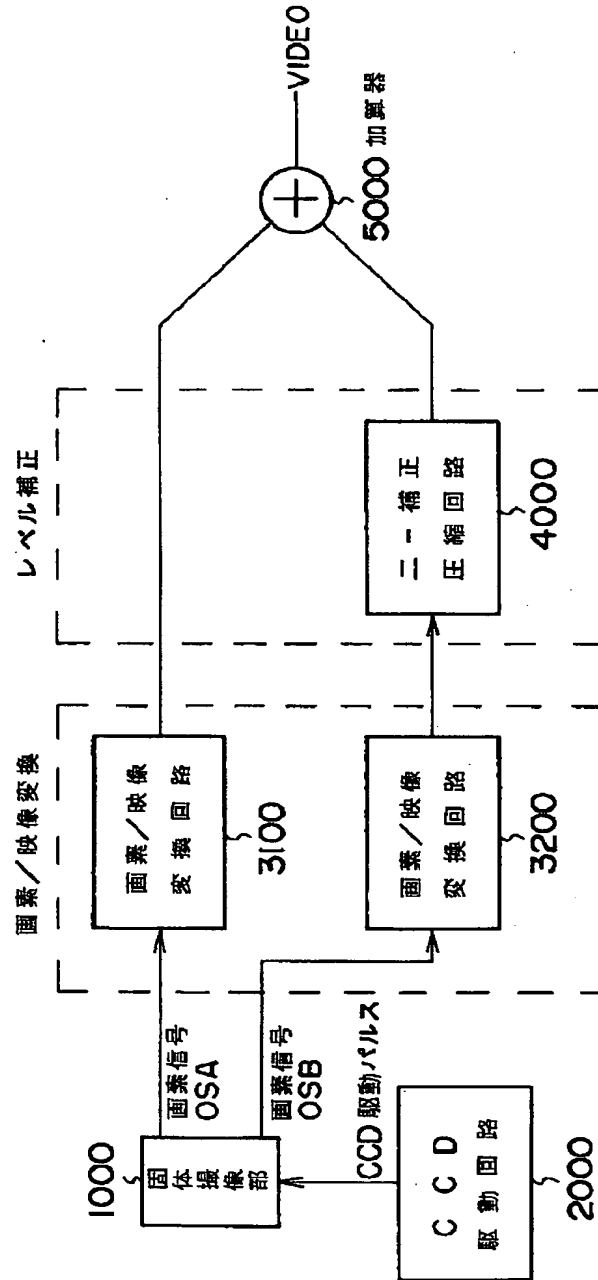 画素／映像変換
レベル補正
1000
固体
撮像
部
画素信号
OSA
画素信号
OSB
CCD駆動パルス
CCD
駆動回路
2000
画素／映像
変換回路
3100
画素／映像
変換回路
3200
ニー補正
圧縮回路
4000
5000 加算器
VIDEO